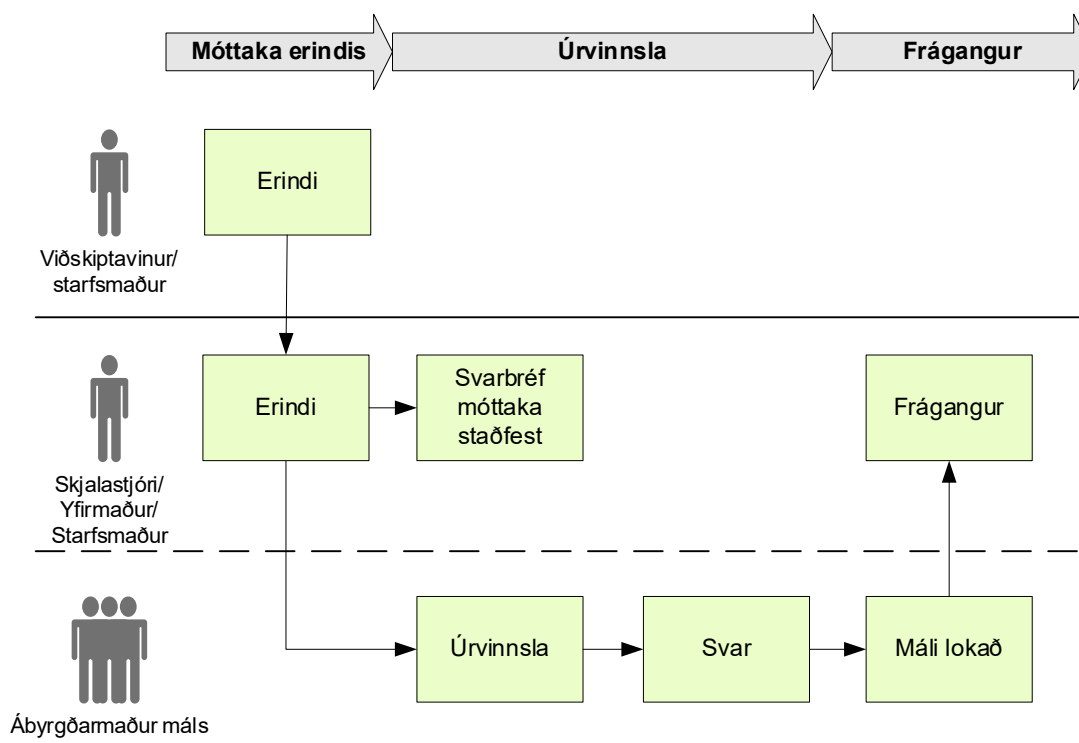 Móttaka erindis
Úrvinnsla
Frágangur
Erindi
Viðskiptavinur/
starfsmaður
Erindi
Svarbréf
móttaka
staðfest
Frágangur
Skjalastjóri/
Yfirmaður/
Starfsmaður
Úrvinnsla
Svar
Máli lokað
Ábyrgðarmaður máls